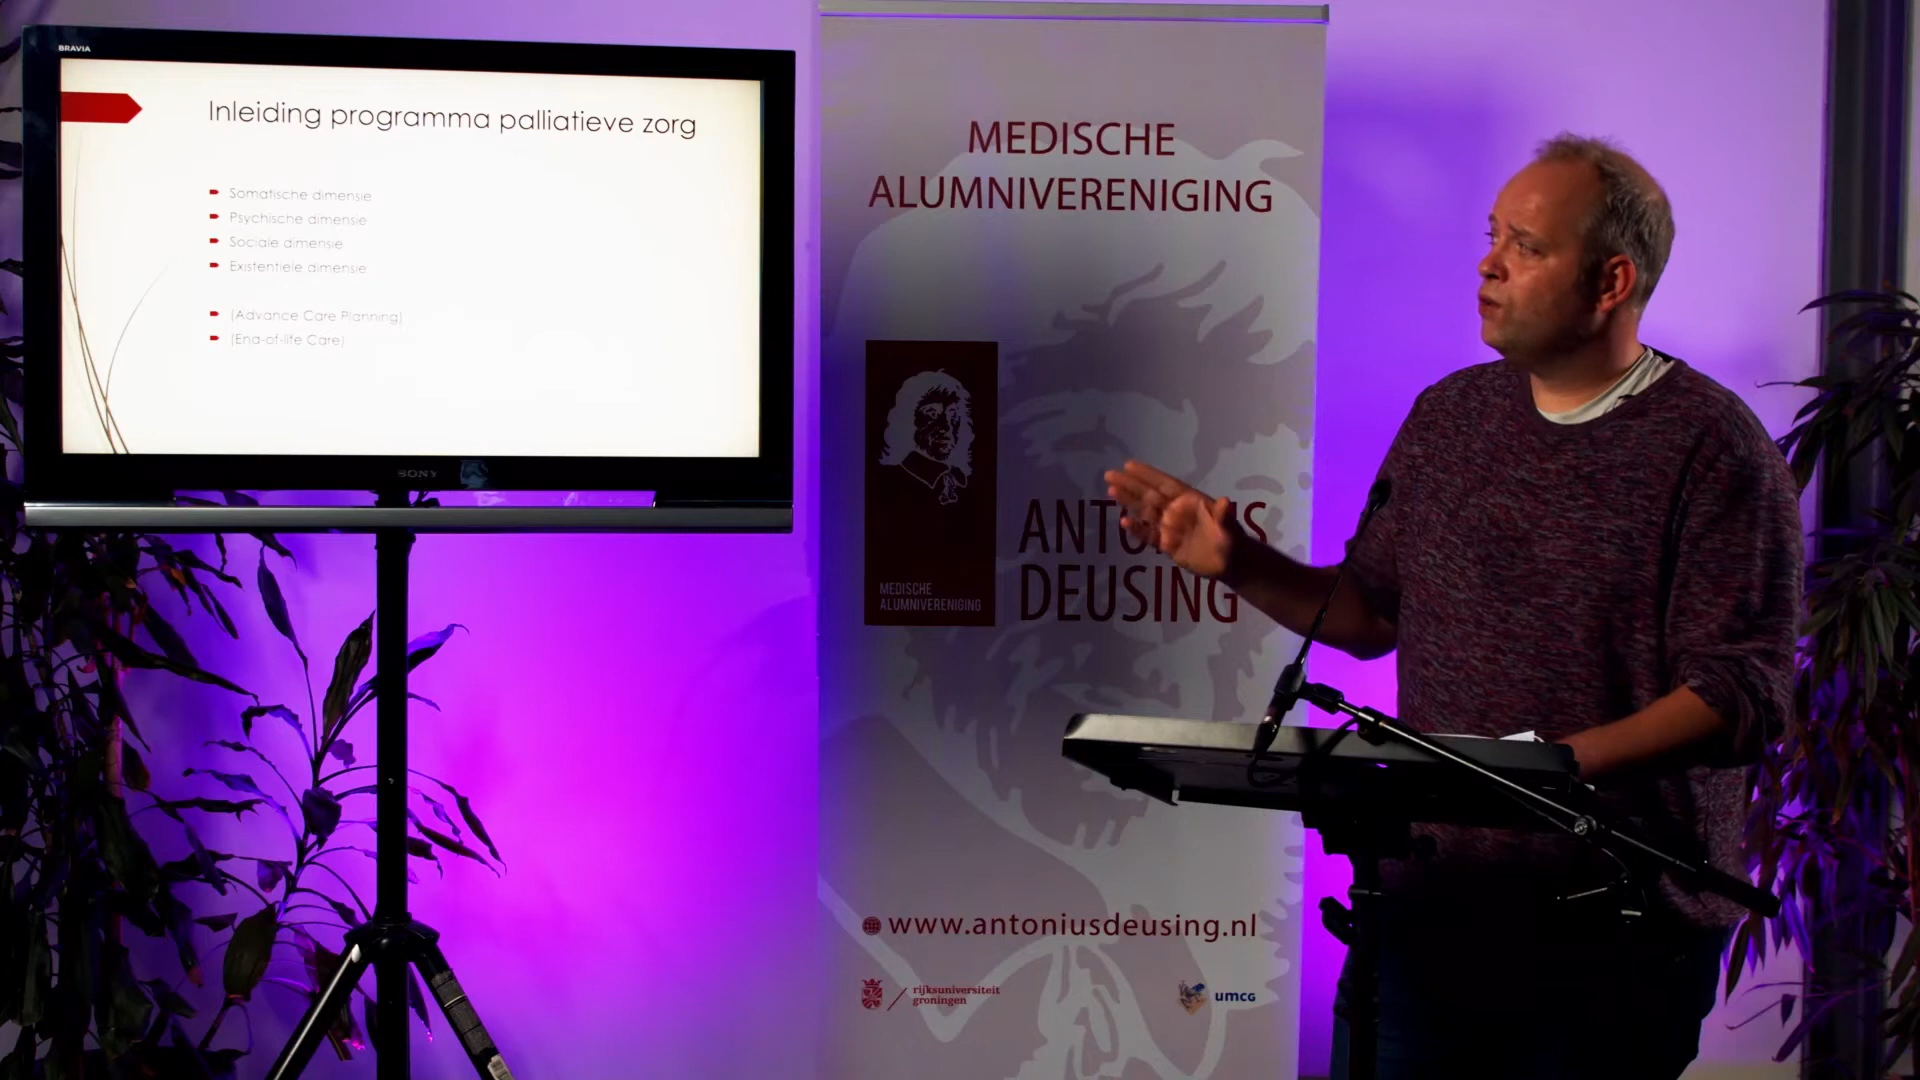 BRAVIA
Inleiding programma palliatieve zorg
Somatische dimensie
Psychische dimensie
Sociale dimensie
Existentiele dimensie
(Advance Care Planning)
(End-of-life Care)
SONY
MEDISCHE
ALUMNIVERENIGING
MEDISCHE
ALUMNIVERENIGING
DEUSING
www.antoniusdeusing.nl
rijksuniversiteit
groningen
umcg